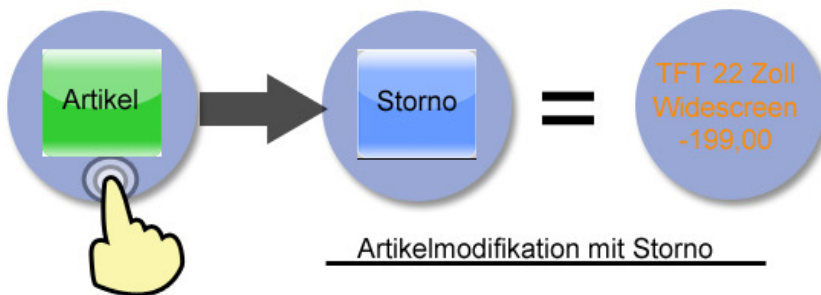 Artikel
Storno
TFT 22 Zoll
Widescreen
-199,00
Artikelmodifikation mit Storno